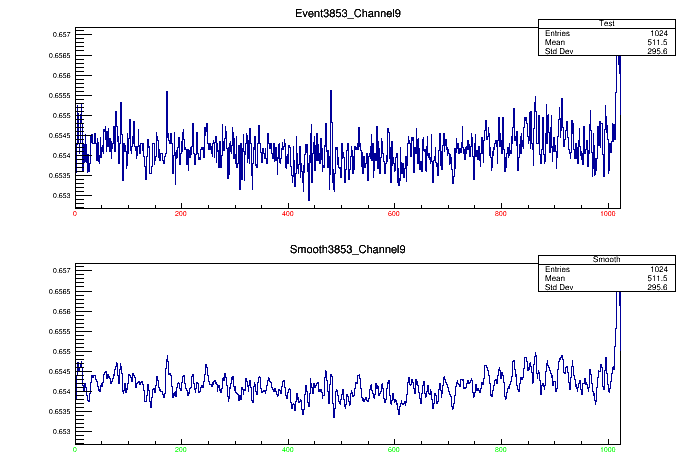 Event3853_Channel9
Test
Entries 1024
Mean 511.5
Std Dev 295.6
0.657
0.6565
0.656
0.6555
0.655
0.6545
0.654
0.6535
0.653
0 200 400 600 800 1000
Smooth3853_Channel9
Smooth
Entries 1024
Mean 511.5
Std Dev 295.6
0.657
0.6565
0.656
0.6555
0.655
0.6545
0.654
0.6535
0.653
0 200 400 600 800 1000